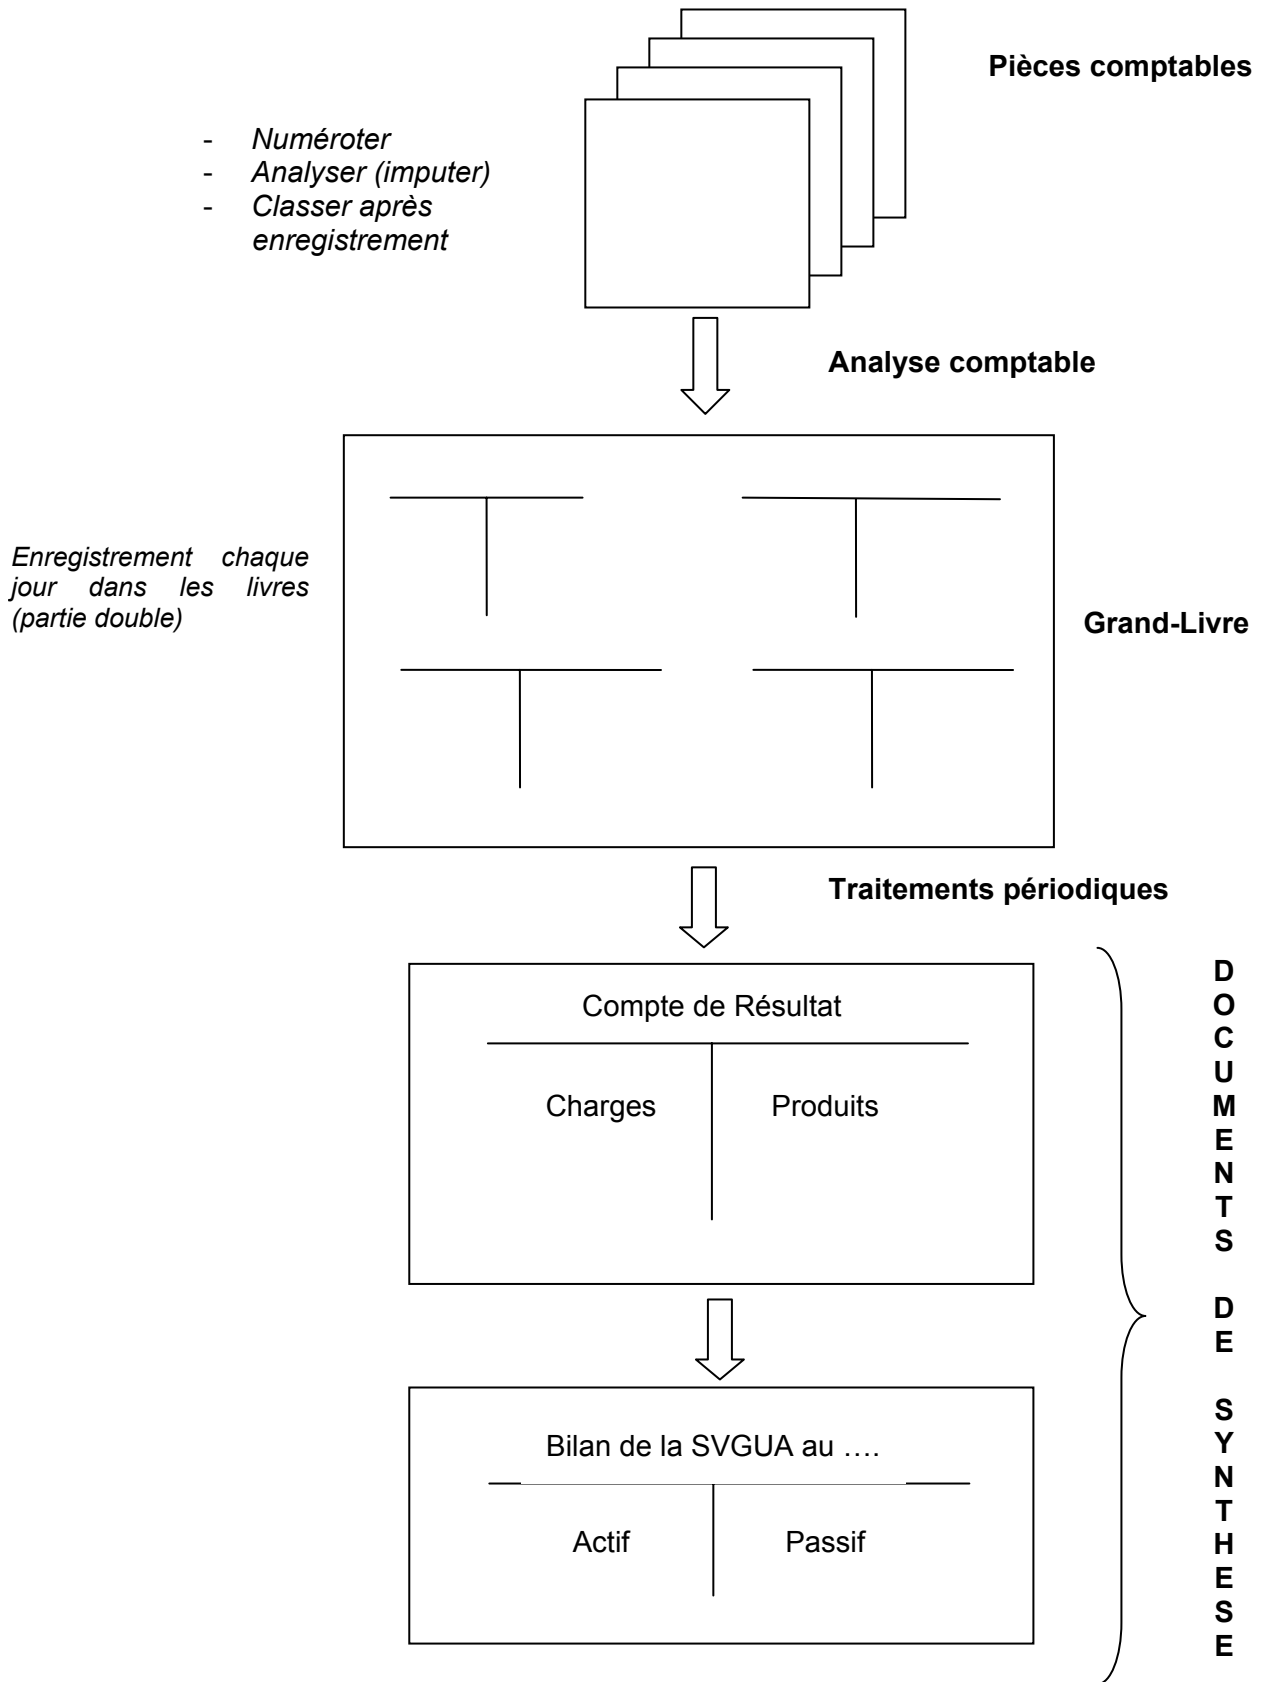 Pièces comptables
- Numéroter
- Analyser (imputer)
- Classer après
enregistrement
Analyse comptable
Enregistrement chaque
jour dans les livres
(partie double)
Grand-Livre
Traitements périodiques
Compte de Résultat
Charges Produits
Bilan de la SVGUA au ….
Actif Passif
D
O
C
U
M
E
N
T
S
D
E
S
Y
N
T
H
E
S
E